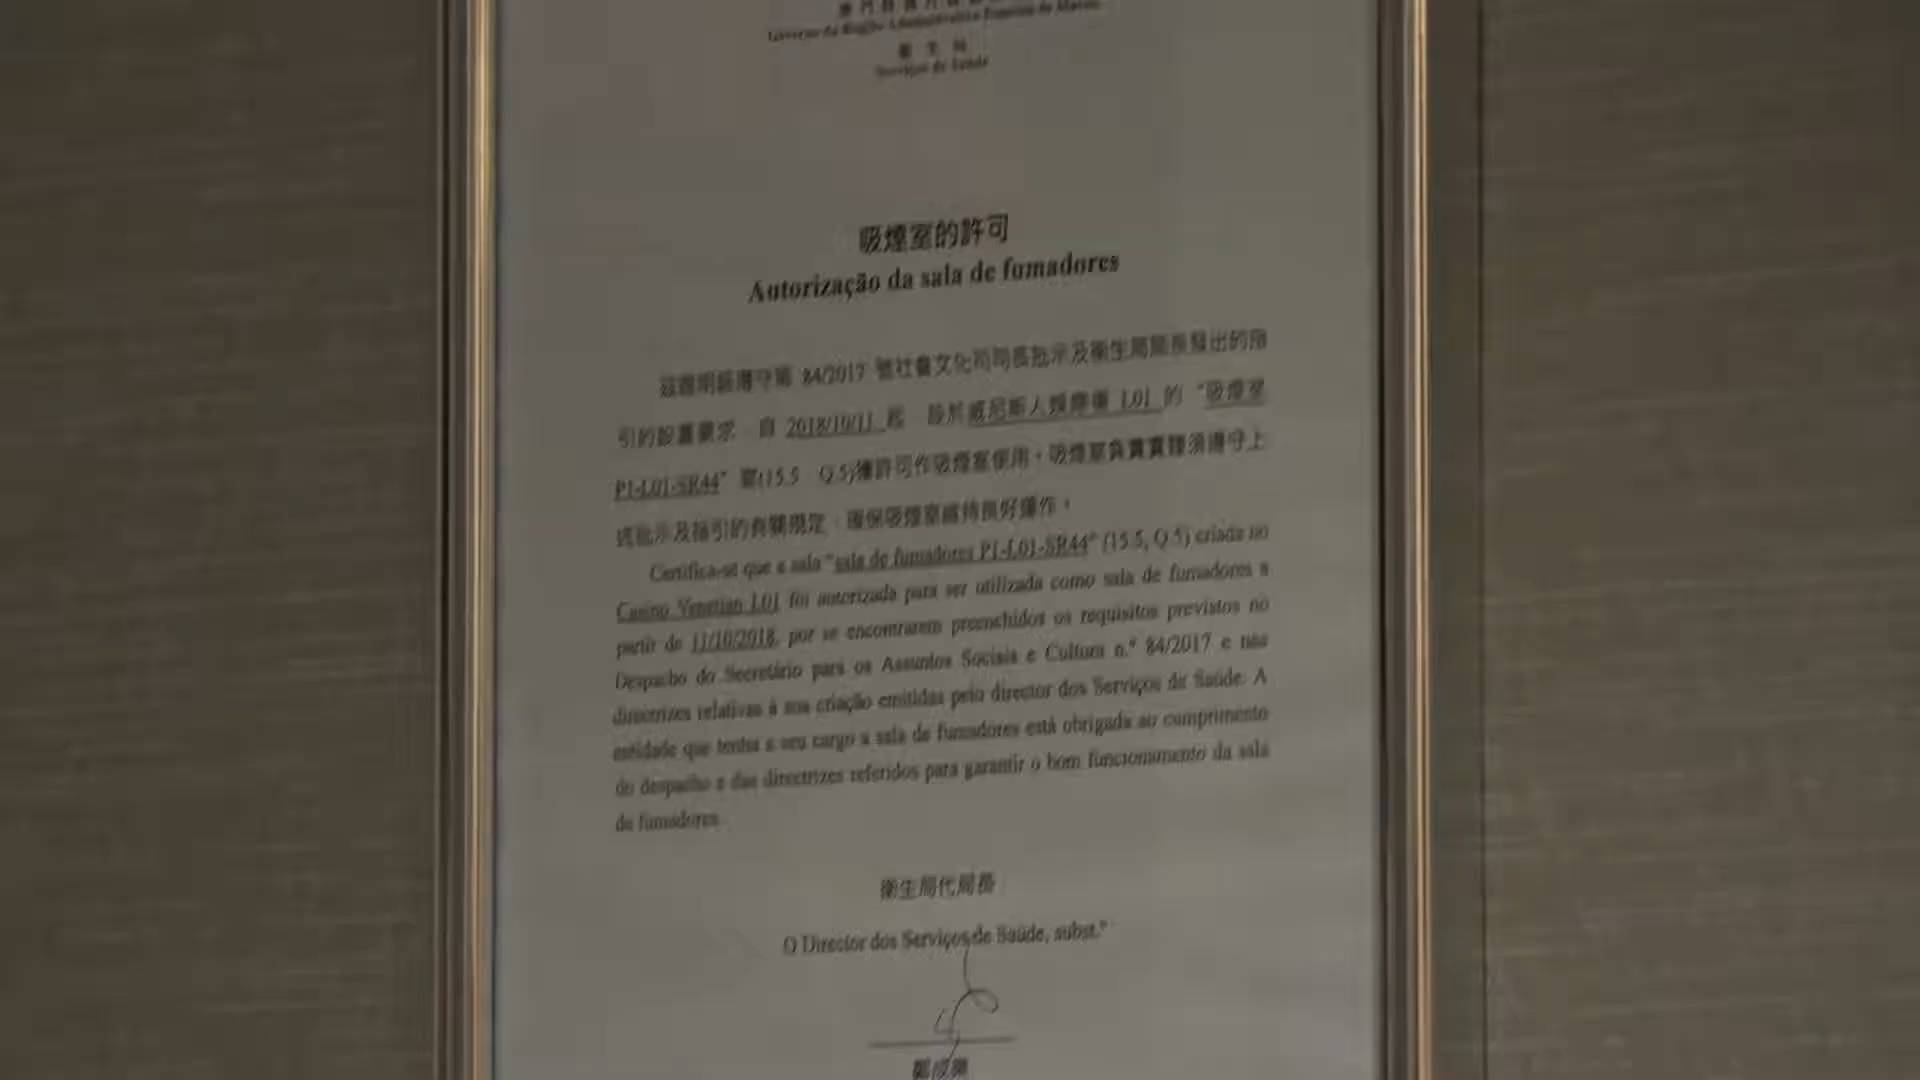 Governo da Região Administrativa Especial de Macau
衛生局
Serviços de Saúde
吸煙室的許可
Autorização da sala de fumadores
茲證明經遵守第 84/2017 號社會文化司司長批示及衛生局局長發出的指
引的設置要求，自 2018/10/11 起，設於威尼斯人娛樂場 L01 的 "吸煙室
P1-L01-SR44" 室(15.5, Q.5)獲許可作吸煙室使用。吸煙室負責實體須遵守上
述批示及指引的有關規定，確保吸煙室維持良好運作。
Certifica-se que a sala "sala de fumadores P1-L01-SR44" (15.5, Q.5) criada no
Casino Venetian L01 foi autorizada para ser utilizada como sala de fumadores a
partir de 11/10/2018, por se encontrarem preenchidos os requisitos previstos no
Despacho do Secretário para os Assuntos Sociais e Cultura n.º 84/2017 e nas
directrizes relativas à sua criação emitidas pelo director dos Serviços de Saúde. A
entidade que tenha a seu cargo a sala de fumadores está obrigada ao cumprimento
do despacho e das directrizes referidos para garantir o bom funcionamento da sala
de fumadores.
衛生局代局長
O Director dos Serviços de Saúde, subst.º